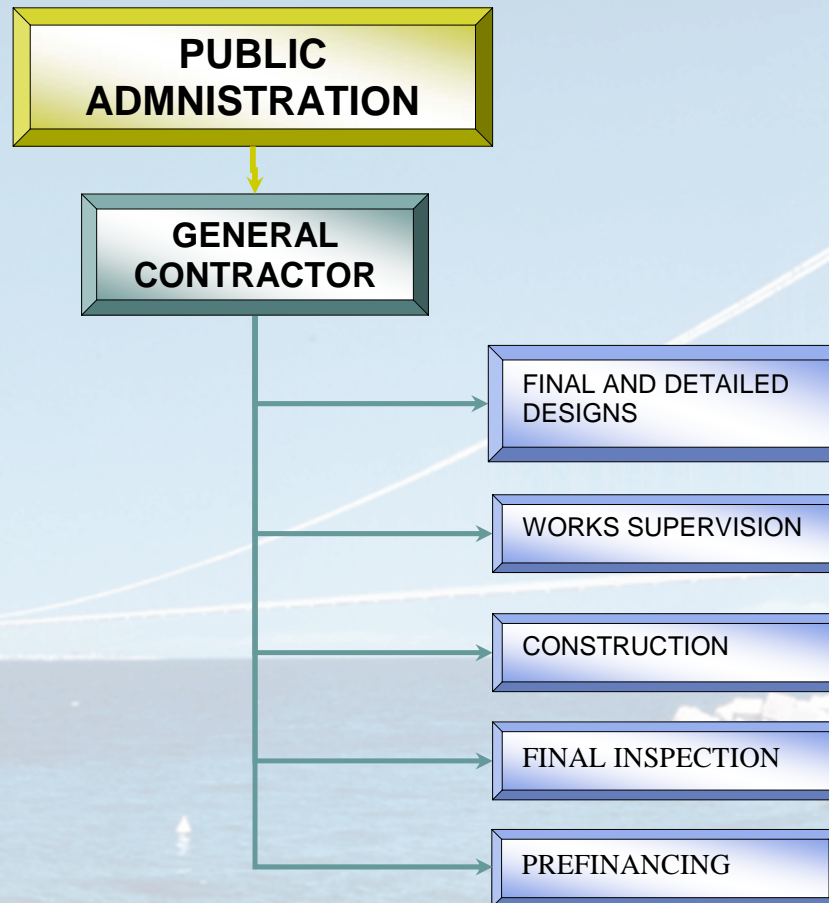 PUBLIC
ADMNISTRATION
GENERAL
CONTRACTOR
FINAL AND DETAILED
DESIGNS
WORKS SUPERVISION
CONSTRUCTION
FINAL INSPECTION
PREFINANCING